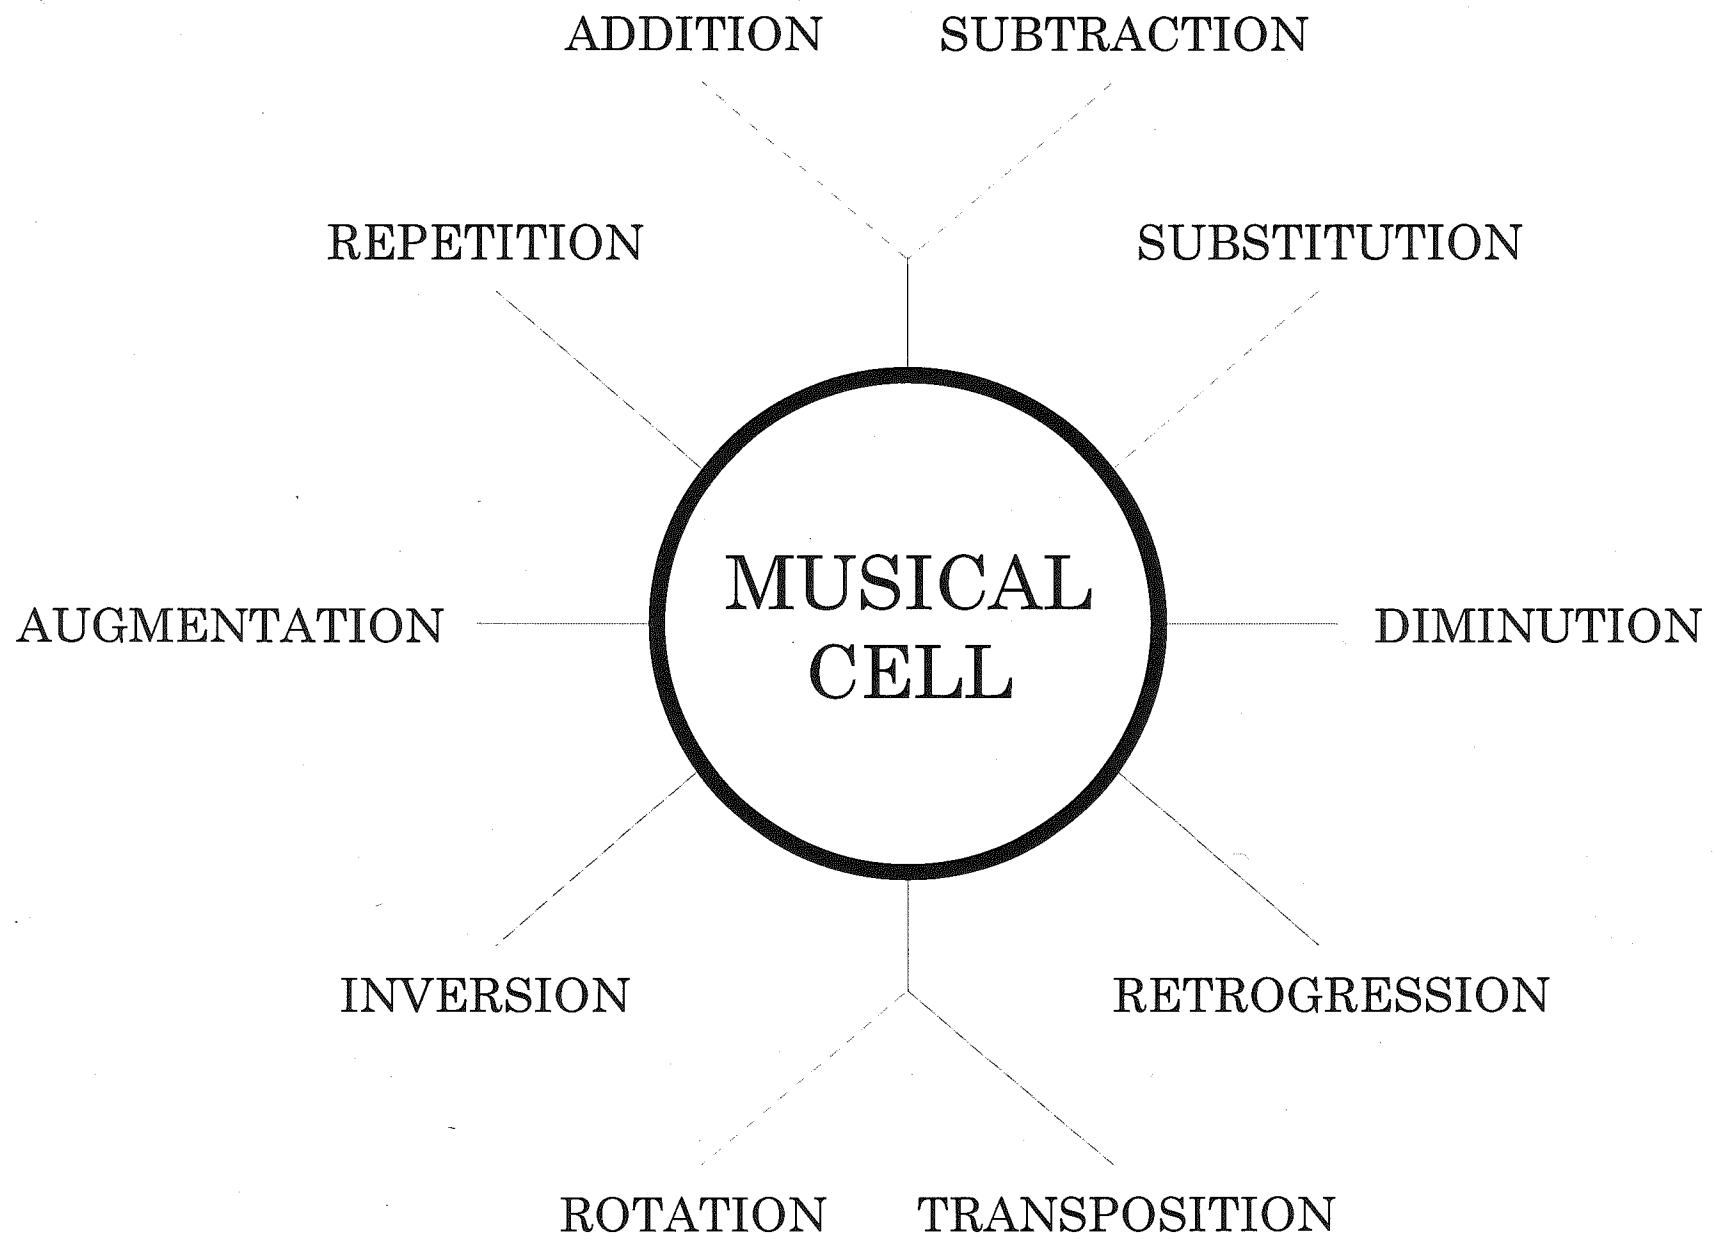 ADDITION
SUBTRACTION
REPETITION
SUBSTITUTION
MUSICAL
CELL
AUGMENTATION
DIMINUTION
INVERSION
RETROGRESSION
ROTATION
TRANSPOSITION